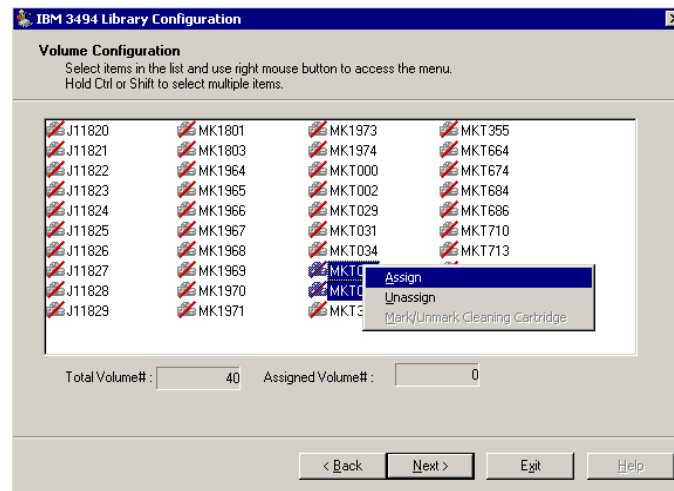 IBM 3494 Library Configuration
Volume Configuration
Select items in the list and use right mouse button to access the menu.
Hold Ctrl or Shift to select multiple items.
J11820 MK1801 MK1973 MKT355
J11821 MK1803 MK1974 MKT664
J11822 MK1964 MKT000 MKT674
J11823 MK1965 MKT002 MKT684
J11824 MK1966 MKT029 MKT686
J11825 MK1967 MKT031 MKT710
J11826 MK1968 MKT034 MKT713
J11827 MK1969
J11828 MK1970
J11829 MK1971
Assign
Unassign
Mark/Unmark Cleaning Cartridge
Total Volume# : 40 Assigned Volume# : 0
< Back Next > Exit Help